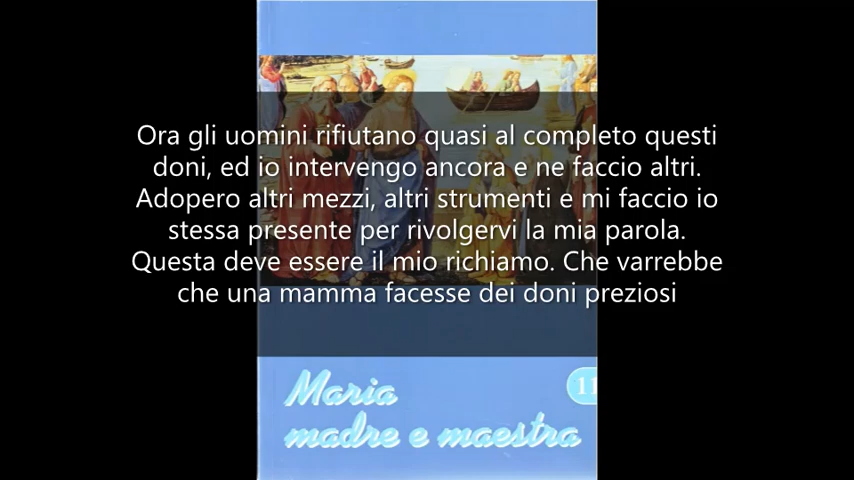 Ora gli uomini rifiutano quasi al completo questi
doni, ed io intervengo ancora e ne faccio altri.
Adopero altri mezzi, altri strumenti e mi faccio io
stessa presente per rivolgervi la mia parola.
Questa deve essere il mio richiamo. Che varrebbe
che una mamma facesse dei doni preziosi
Maria
11
madre e maestra